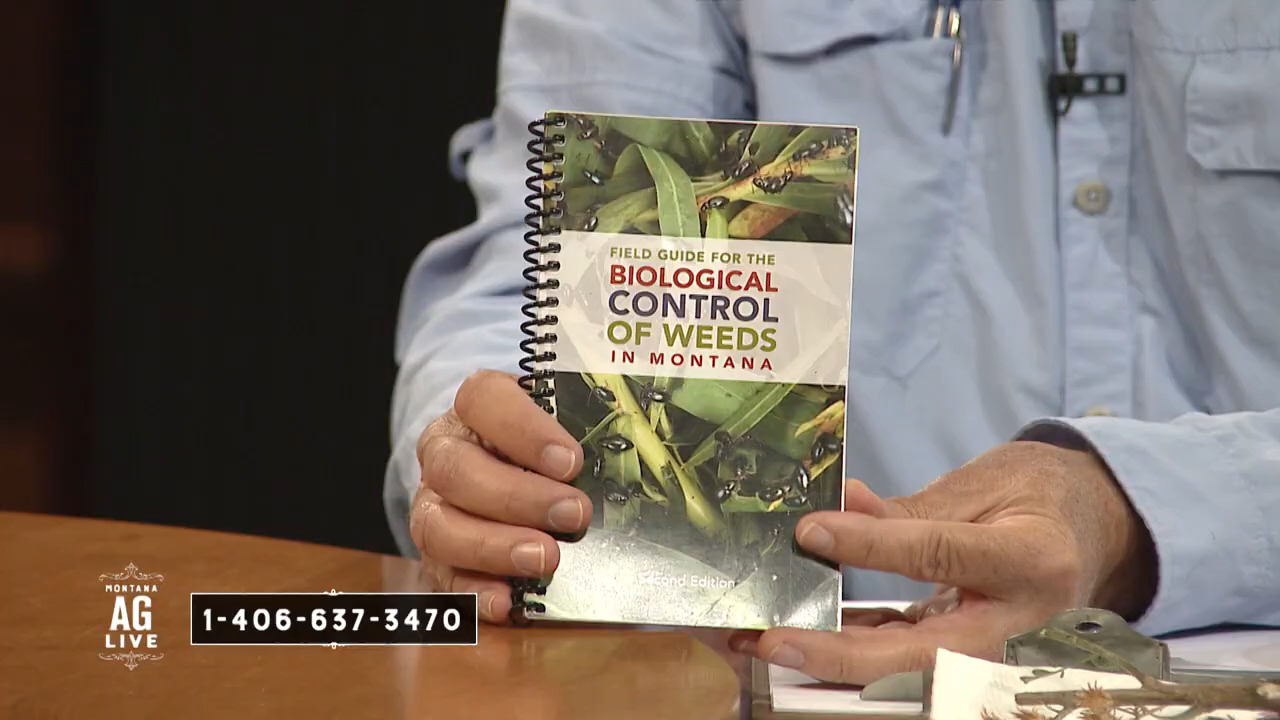 FIELD GUIDE FOR THE
BIOLOGICAL
CONTROL
OF WEEDS
IN MONTANA
Second Edition
MONTANA
AG
LIVE
1-406-637-3470